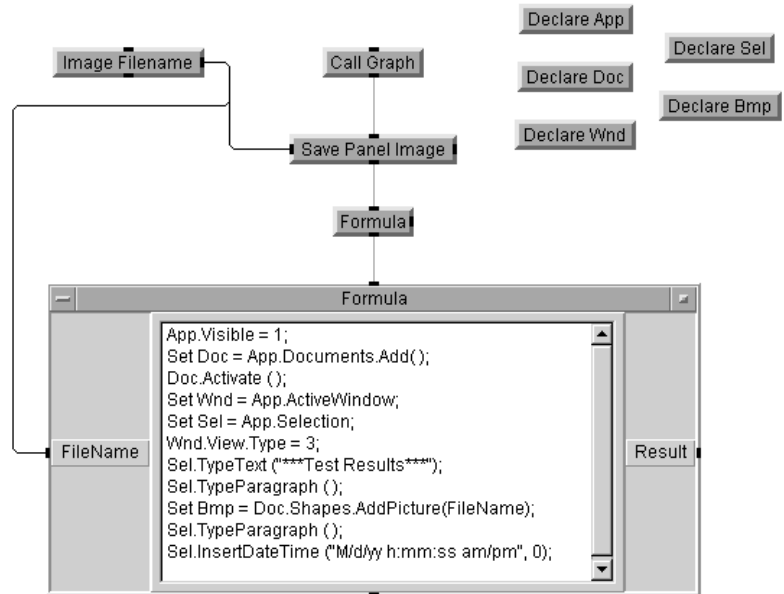 Declare App
Declare Sel
Image Filename
Call Graph
Declare Doc
Declare Bmp
Declare Wnd
Save Panel Image
Formula
Formula
App.Visible = 1;
Set Doc = App.Documents.Add();
Doc.Activate ();
Set Wnd = App.ActiveWindow;
Set Sel = App.Selection;
Wnd.View.Type = 3;
Sel.TypeText ("***Test Results***");
Sel.TypeParagraph ();
Set Bmp = Doc.Shapes.AddPicture(FileName);
Sel.TypeParagraph ();
Sel.InsertDateTime ("M/d/yy h:mm:ss am/pm", 0);
FileName
Result